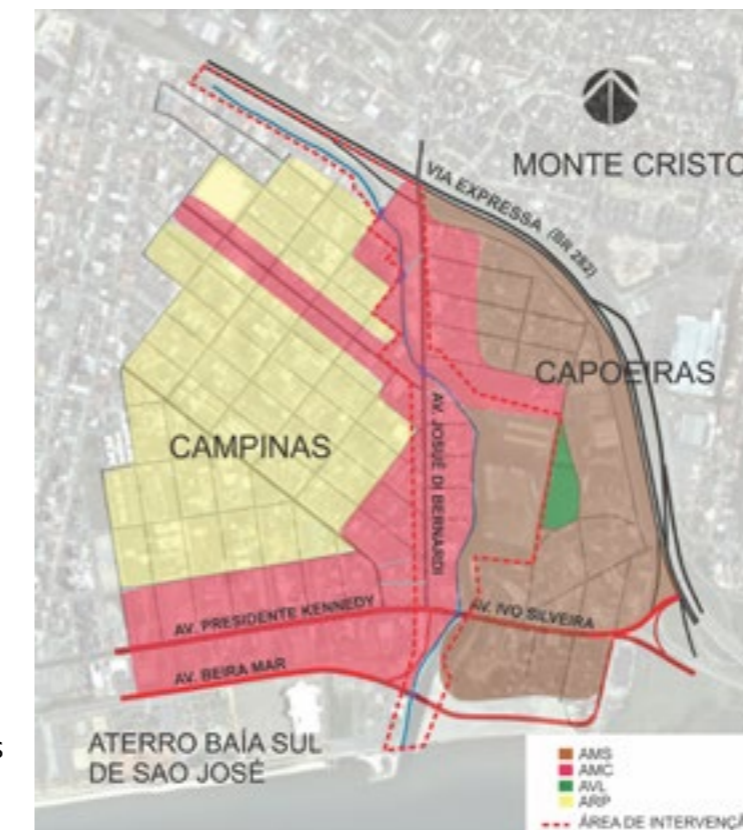 MONTE CRISTO
VIA EXPRESSA (BR 282)
CAPOEIRAS
CAMPINAS
AV. JOSUÉ DI BERNARDI
AV. PRESIDENTE KENNEDY
AV. IVO SILVEIRA
AV. BEIRA MAR
s
ATERRO BAÍA SUL
DE SAO JOSÉ
AMS
AMC
AVL
ARP
ÁREA DE INTERVENÇÃ